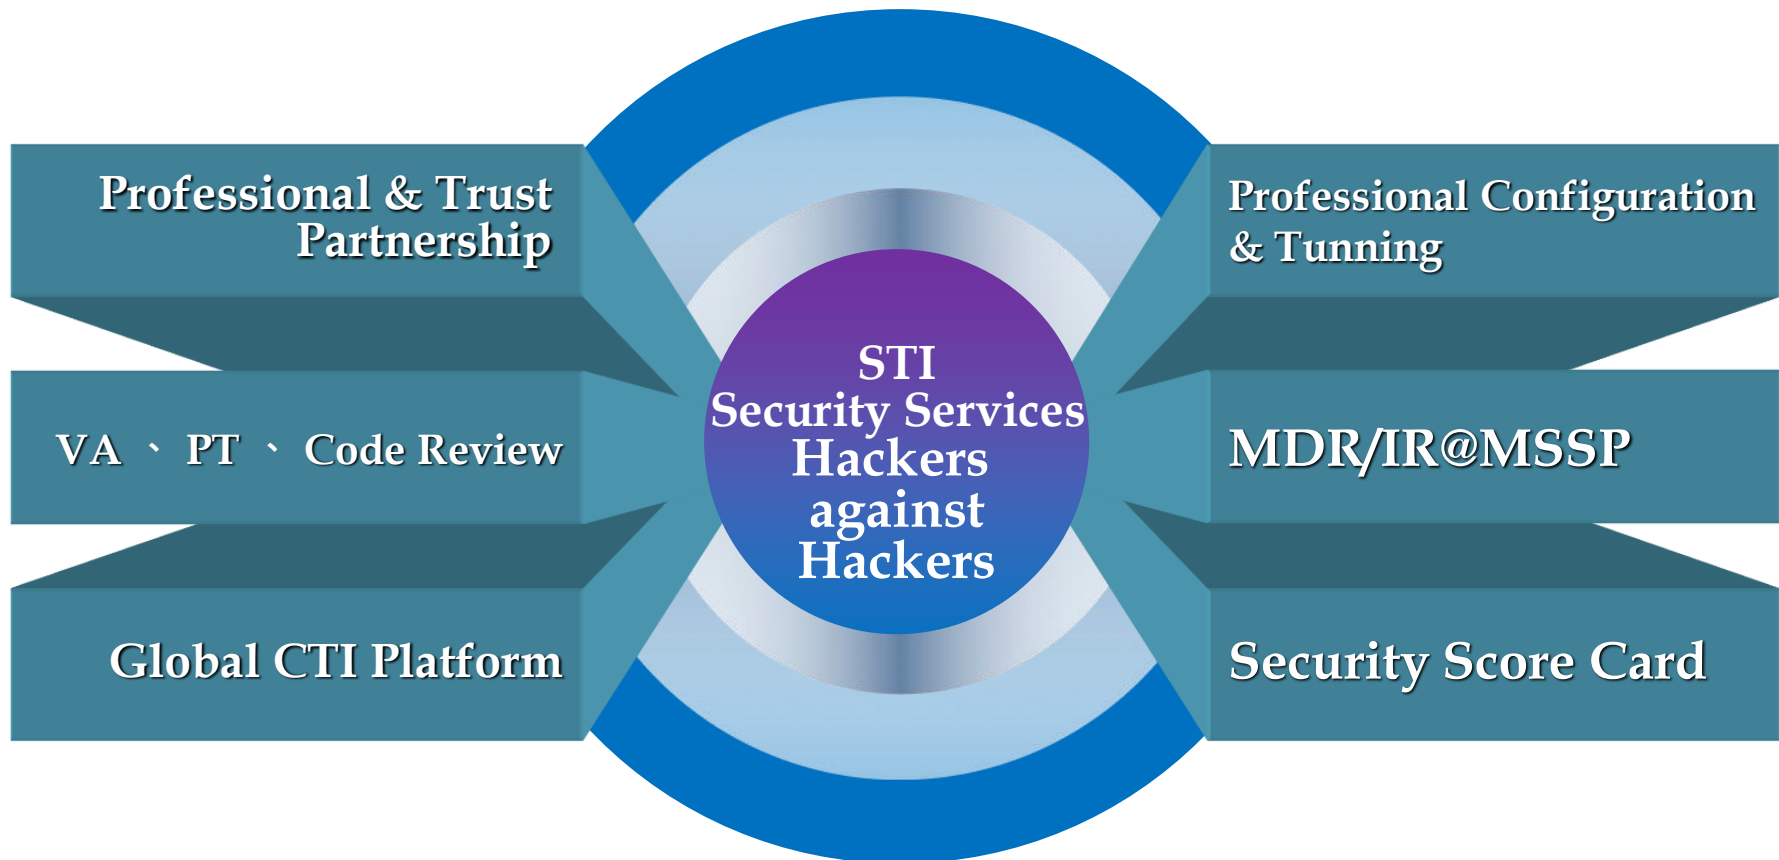 Professional & Trust
Partnership
VA 、 PT 、 Code Review
Global CTI Platform
STI
Security Services
Hackers
against
Hackers
Professional Configuration
& Tunning
MDR/IR@MSSP
Security Score Card